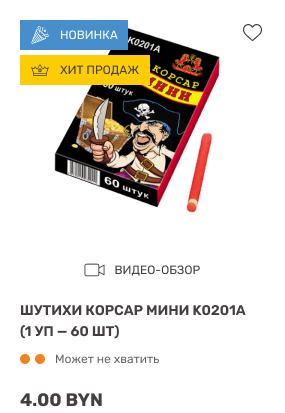 НОВИНКА
ХИТ ПРОДАЖ
K0201A
КОРСАР
МИНИ
60 ШТУК
60 ШТУК
ВИДЕО-ОБЗОР
ШУТИХИ КОРСАР МИНИ K0201A
(1 УП — 60 ШТ)
Может не хватить
4.00 BYN